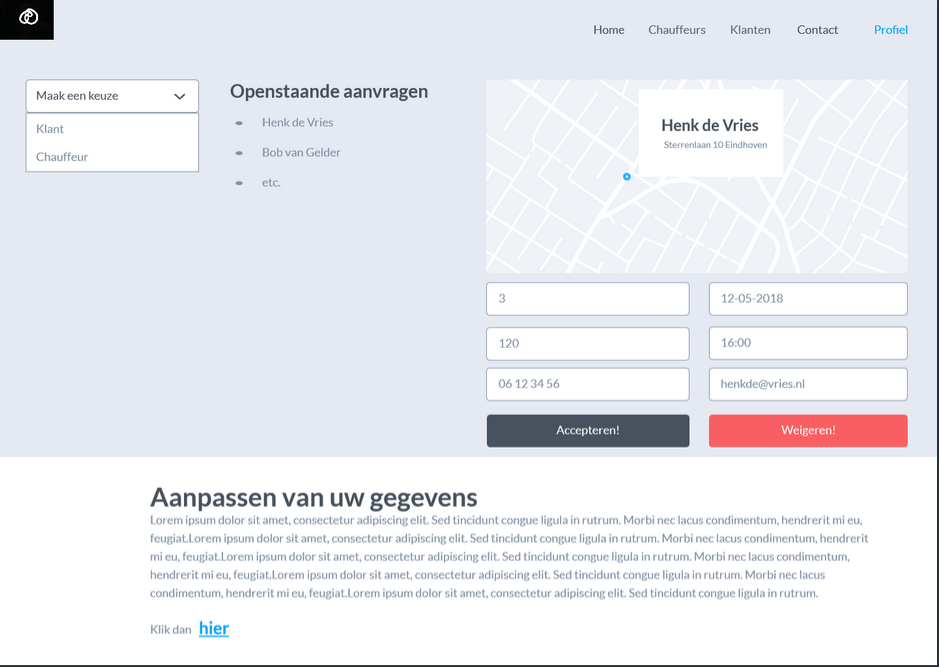 Home Chauffeurs Klanten Contact Profiel
Maak een keuze
Klant
Chauffeur
Openstaande aanvragen
Henk de Vries
Bob van Gelder
etc.
Henk de Vries
Sterrenlaan 10 Eindhoven
3
12-05-2018
120
16:00
06 12 34 56
henkde@vries.nl
Accepteren!
Weigeren!
Aanpassen van uw gegevens
Lorem ipsum dolor sit amet, consectetur adipiscing elit. Sed tincidunt congue ligula in rutrum. Morbi nec lacus condimentum, hendrerit mi eu,
feugiat.Lorem ipsum dolor sit amet, consectetur adipiscing elit. Sed tincidunt congue ligula in rutrum. Morbi nec lacus condimentum, hendrerit
mi eu, feugiat.Lorem ipsum dolor sit amet, consectetur adipiscing elit. Sed tincidunt congue ligula in rutrum. Morbi nec lacus condimentum,
hendrerit mi eu, feugiat.Lorem ipsum dolor sit amet, consectetur adipiscing elit. Sed tincidunt congue ligula in rutrum. Morbi nec lacus
condimentum, hendrerit mi eu, feugiat.Lorem ipsum dolor sit amet, consectetur adipiscing elit. Sed tincidunt congue ligula in rutrum.
Klik dan hier